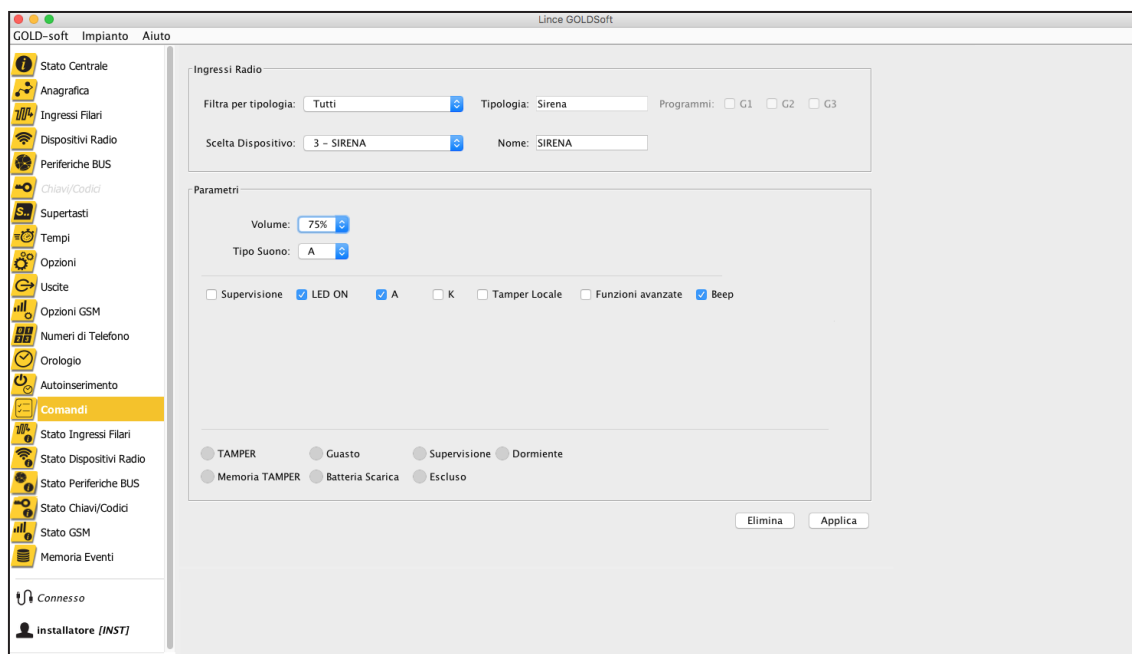 Lince GOLDSoft
GOLD-soft Impianto Aiuto
Stato Centrale
Anagrafica
Ingressi Filari
Dispositivi Radio
Periferiche BUS
Chiavi/Codici
Supertasti
Tempi
Opzioni
Uscite
Opzioni GSM
Numeri di Telefono
Orologio
Autoinserimento
Comandi
Stato Ingressi Filari
Stato Dispositivi Radio
Stato Periferiche BUS
Stato Chiavi/Codici
Stato GSM
Memoria Eventi
Connesso
installatore [INST]
Ingressi Radio
Filtra per tipologia: Tutti Tipologia: Sirena Programmi: G1 G2 G3
Scelta Dispositivo: 3 - SIRENA Nome: SIRENA
Parametri
Volume: 75%
Tipo Suono: A
Supervisione LED ON A K Tamper Locale Funzioni avanzate Beep
TAMPER Guasto Supervisione Dormiente
Memoria TAMPER Batteria Scarica Escluso
Elimina Applica